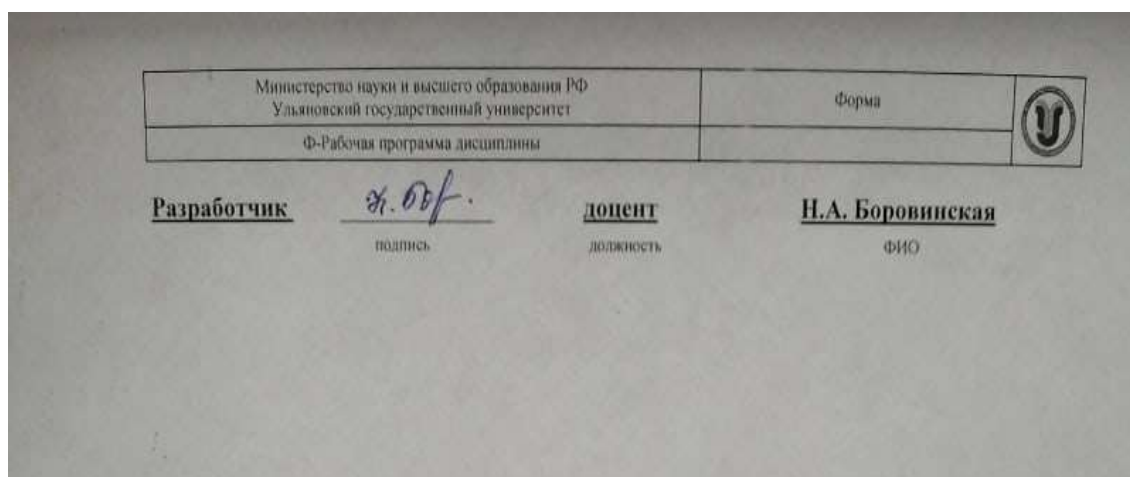 Министерство науки и высшего образования РФ
Ульяновский государственный университет
Форма
Ф-Рабочая программа дисциплины
Разработчик доцент Н.А. Боровинская
подпись должность ФИО